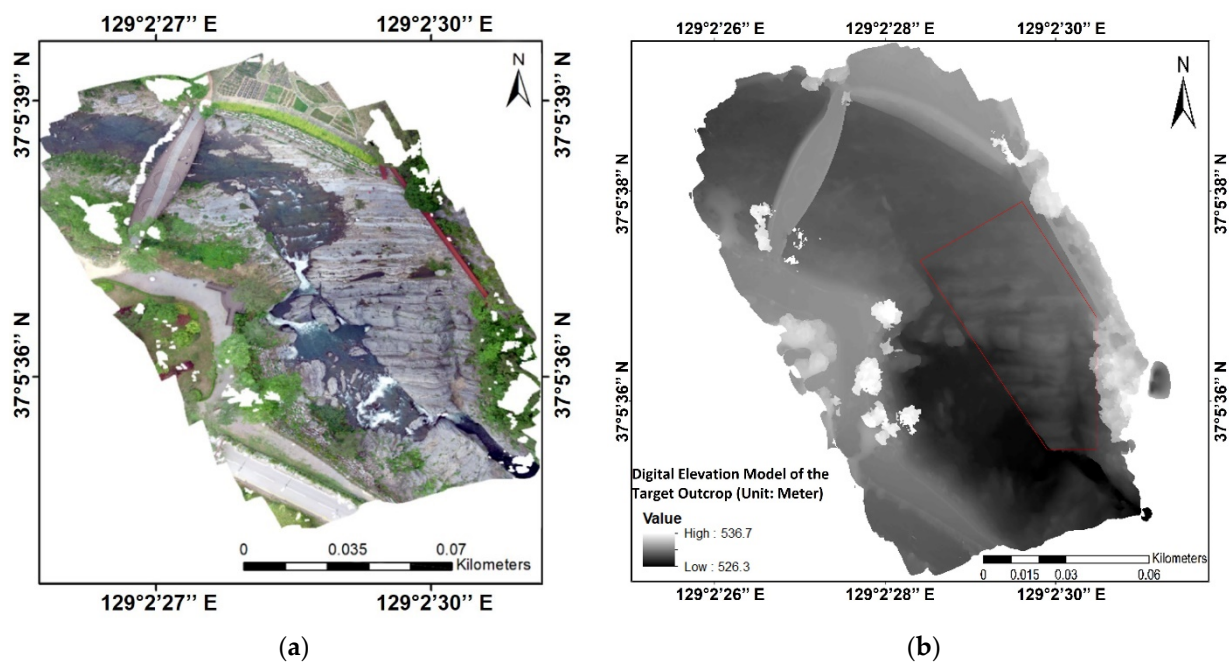 129°2'27'' E
129°2'30'' E
37°5'39'' N
37°5'36'' N
N
37°5'39'' N
37°5'36'' N
0
0.035
0.07
Kilometers
129°2'27'' E
129°2'30'' E
(a)
129°2'26'' E
129°2'28'' E
129°2'30'' E
37°5'38'' N
37°5'36'' N
N
37°5'38'' N
37°5'36'' N
Digital Elevation Model of the
Target Outcrop (Unit: Meter)
Value
High : 536.7
Low : 526.3
Kilometers
0
0.015
0.03
0.06
129°2'26'' E
129°2'28'' E
129°2'30'' E
(b)